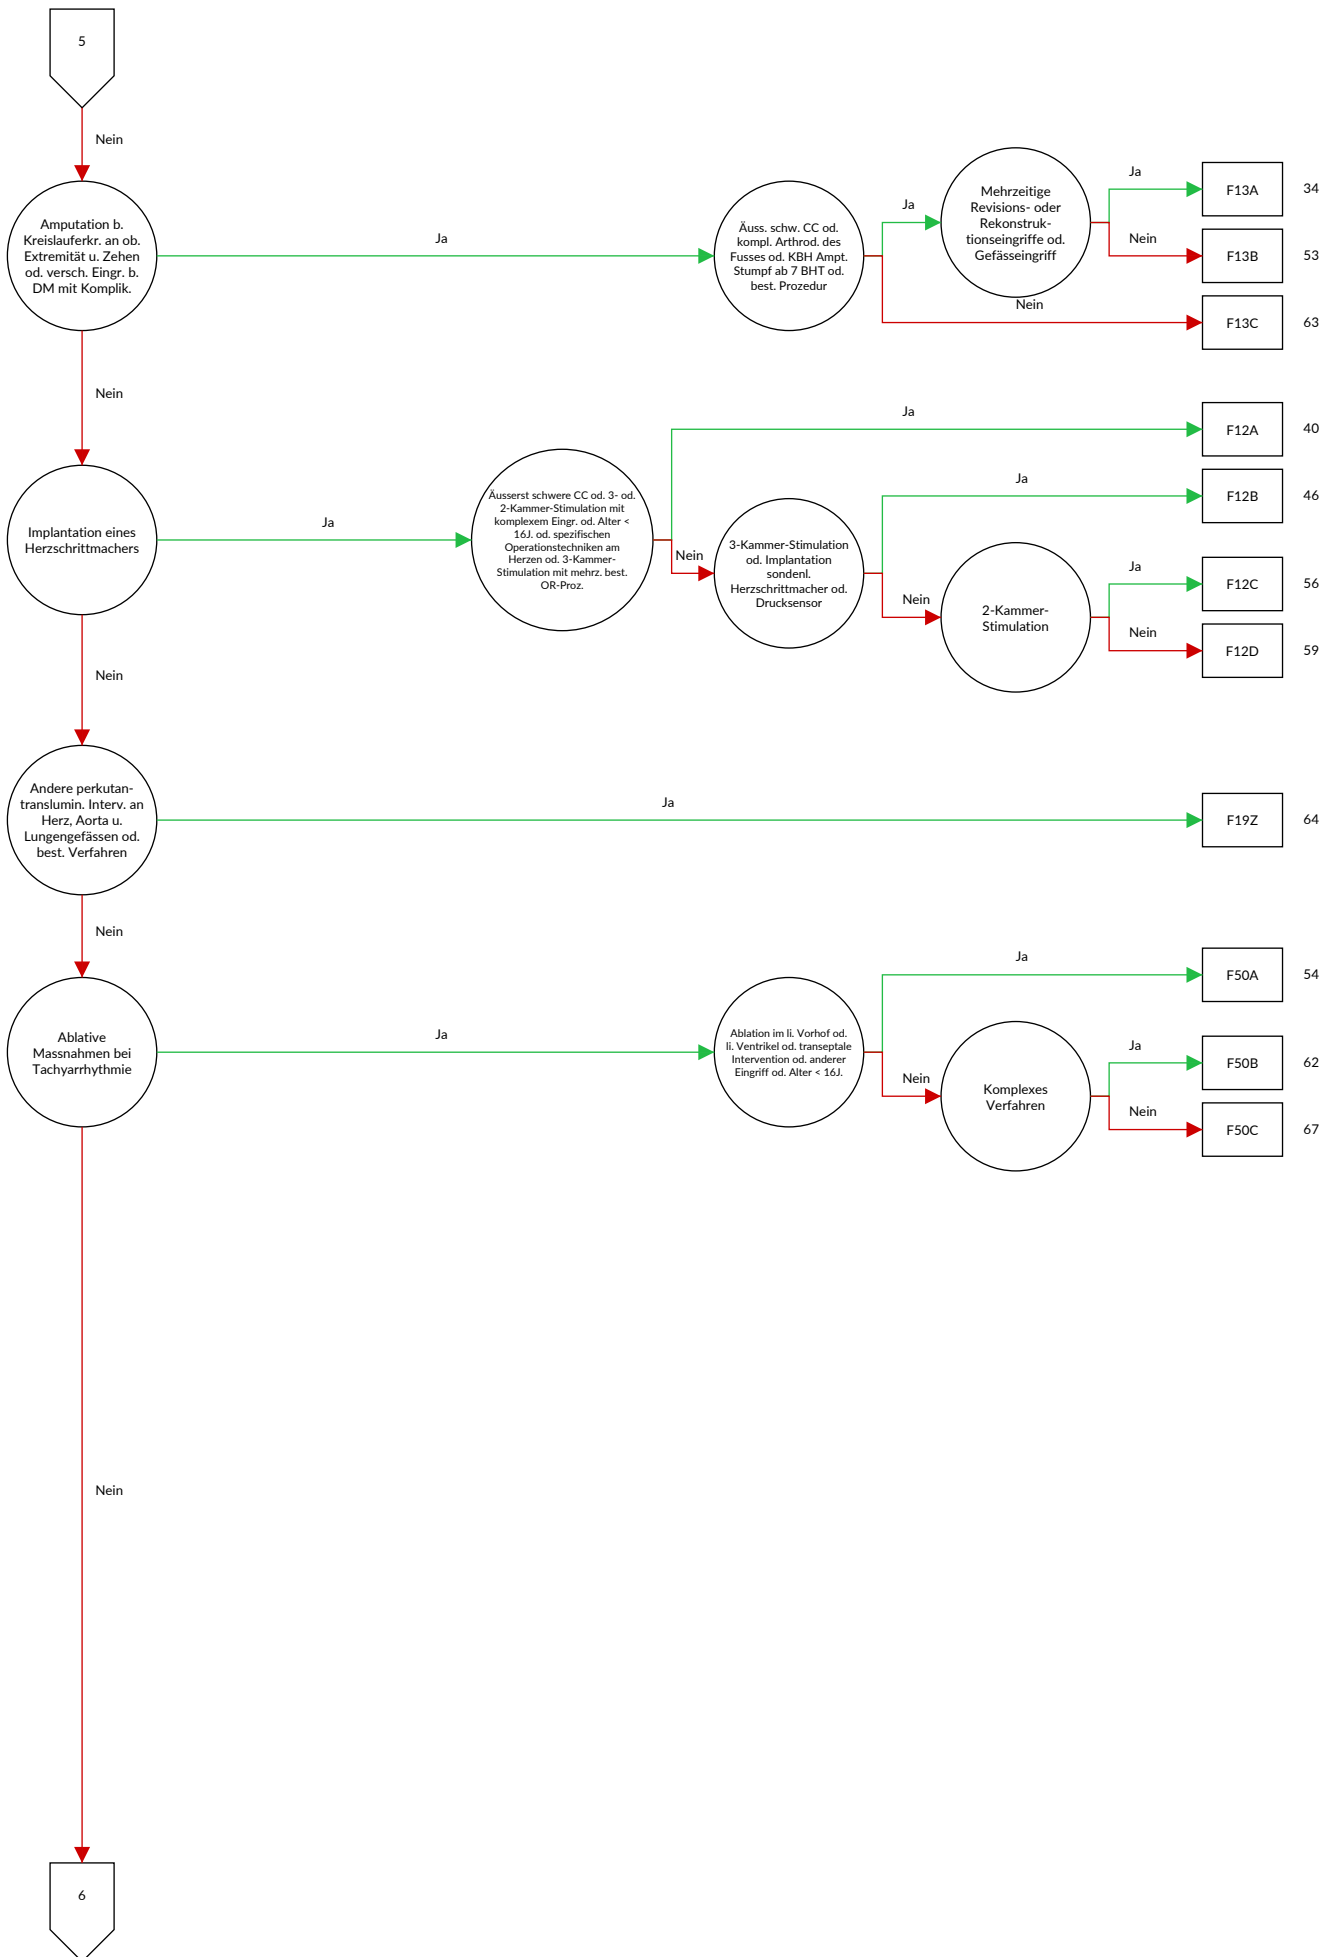 5
Nein
Amputation b.
Kreislauferkr. an ob.
Extremität u. Zehen
od. versch. Eingr. b.
DM mit Komplik.
Ja
Äuss. schw. CC od.
kompl. Arthrod. des
Fusses od. KBH Ampt.
Stumpf ab 7 BHT od.
best. Prozedur
Ja
Mehrzeitige
Revisions- oder
Rekonstruk-
tionseingriffe od.
Gefässeingriff
Ja
F13A
34
Nein
F13B
53
Nein
F13C
63
Nein
Implantation eines
Herzschrittmachers
Ja
Äusserst schwere CC od. 3- od.
2-Kammer-Stimulation mit
komplexem Eingr. od. Alter <
16J. od. spezifischen
Operationstechniken am
Herzen od. 3-Kammer-
Stimulation mit mehrz. best.
OR-Proz.
Ja
F12A
40
Nein
3-Kammer-Stimulation
od. Implantation
sondenl.
Herzschrittmacher od.
Drucksensor
Ja
F12B
46
Nein
2-Kammer-
Stimulation
Ja
F12C
56
Nein
F12D
59
Nein
Andere perkutan-
translumin. Interv. an
Herz, Aorta u.
Lungengefässen od.
best. Verfahren
Ja
F19Z
64
Nein
Ablative
Massnahmen bei
Tachyarrhythmie
Ja
Ablation im li. Vorhof od.
li. Ventrikel od. transeptale
Intervention od. anderer
Eingriff od. Alter < 16J.
Ja
F50A
54
Nein
Komplexes
Verfahren
Ja
F50B
62
Nein
F50C
67
Nein
6